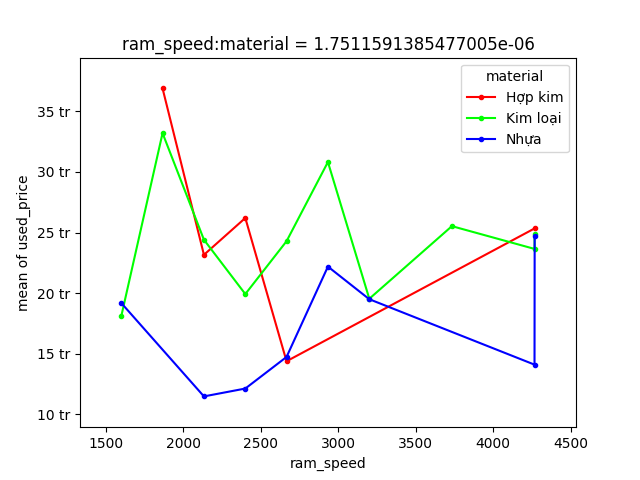 ram_speed:material = 1.7511591385477005e-06
material
Hợp kim
Kim loại
Nhựa
35 tr
30 tr
25 tr
20 tr
15 tr
10 tr
mean of used_price
1500 2000 2500 3000 3500 4000 4500
ram_speed